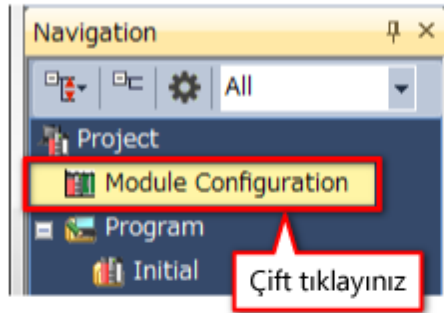 Navigation
All
Project
Module Configuration
Program
Initial
Çift tıklayınız